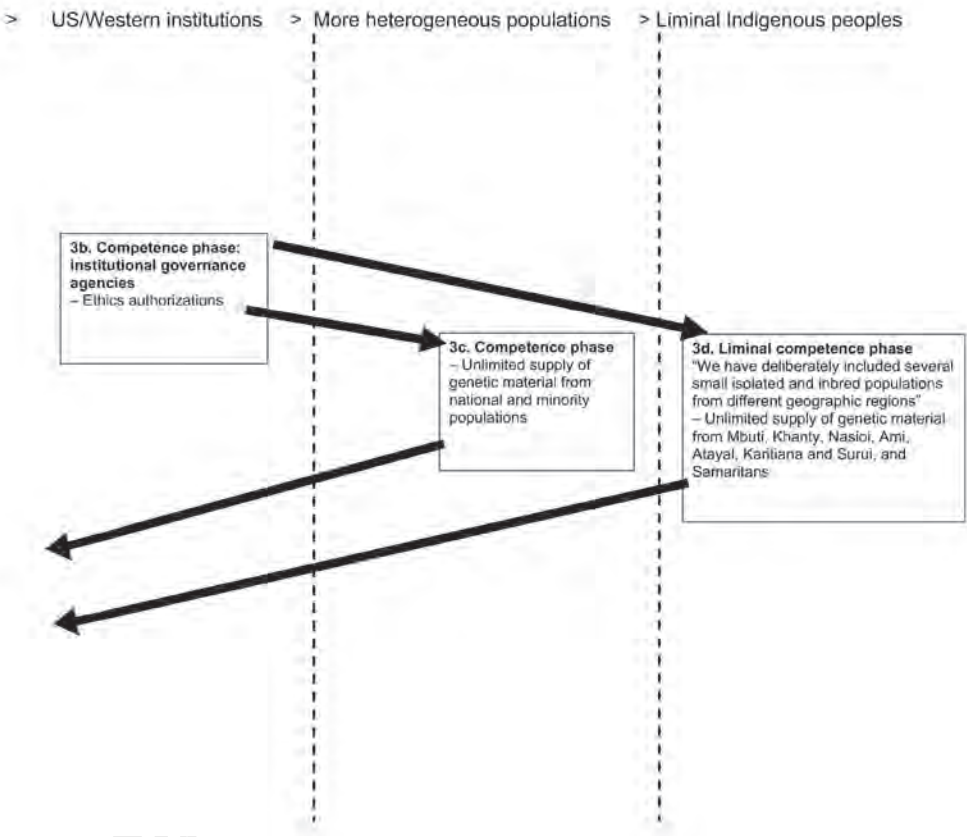 > US/Western institutions > More heterogeneous populations > Liminal Indigenous peoples
3b. Competence phase:
institutional governance
agencies
– Ethics authorizations
3c. Competence phase
– Unlimited supply of
genetic material from
national and minority
populations
3d. Liminal competence phase
"We have deliberately included several
small isolated and inbred populations
from different geographic regions"
– Unlimited supply of genetic material
from Mbuti, Khanty, Nasioi, Ami,
Atayal, Karitiana and Surui, and
Samaritans